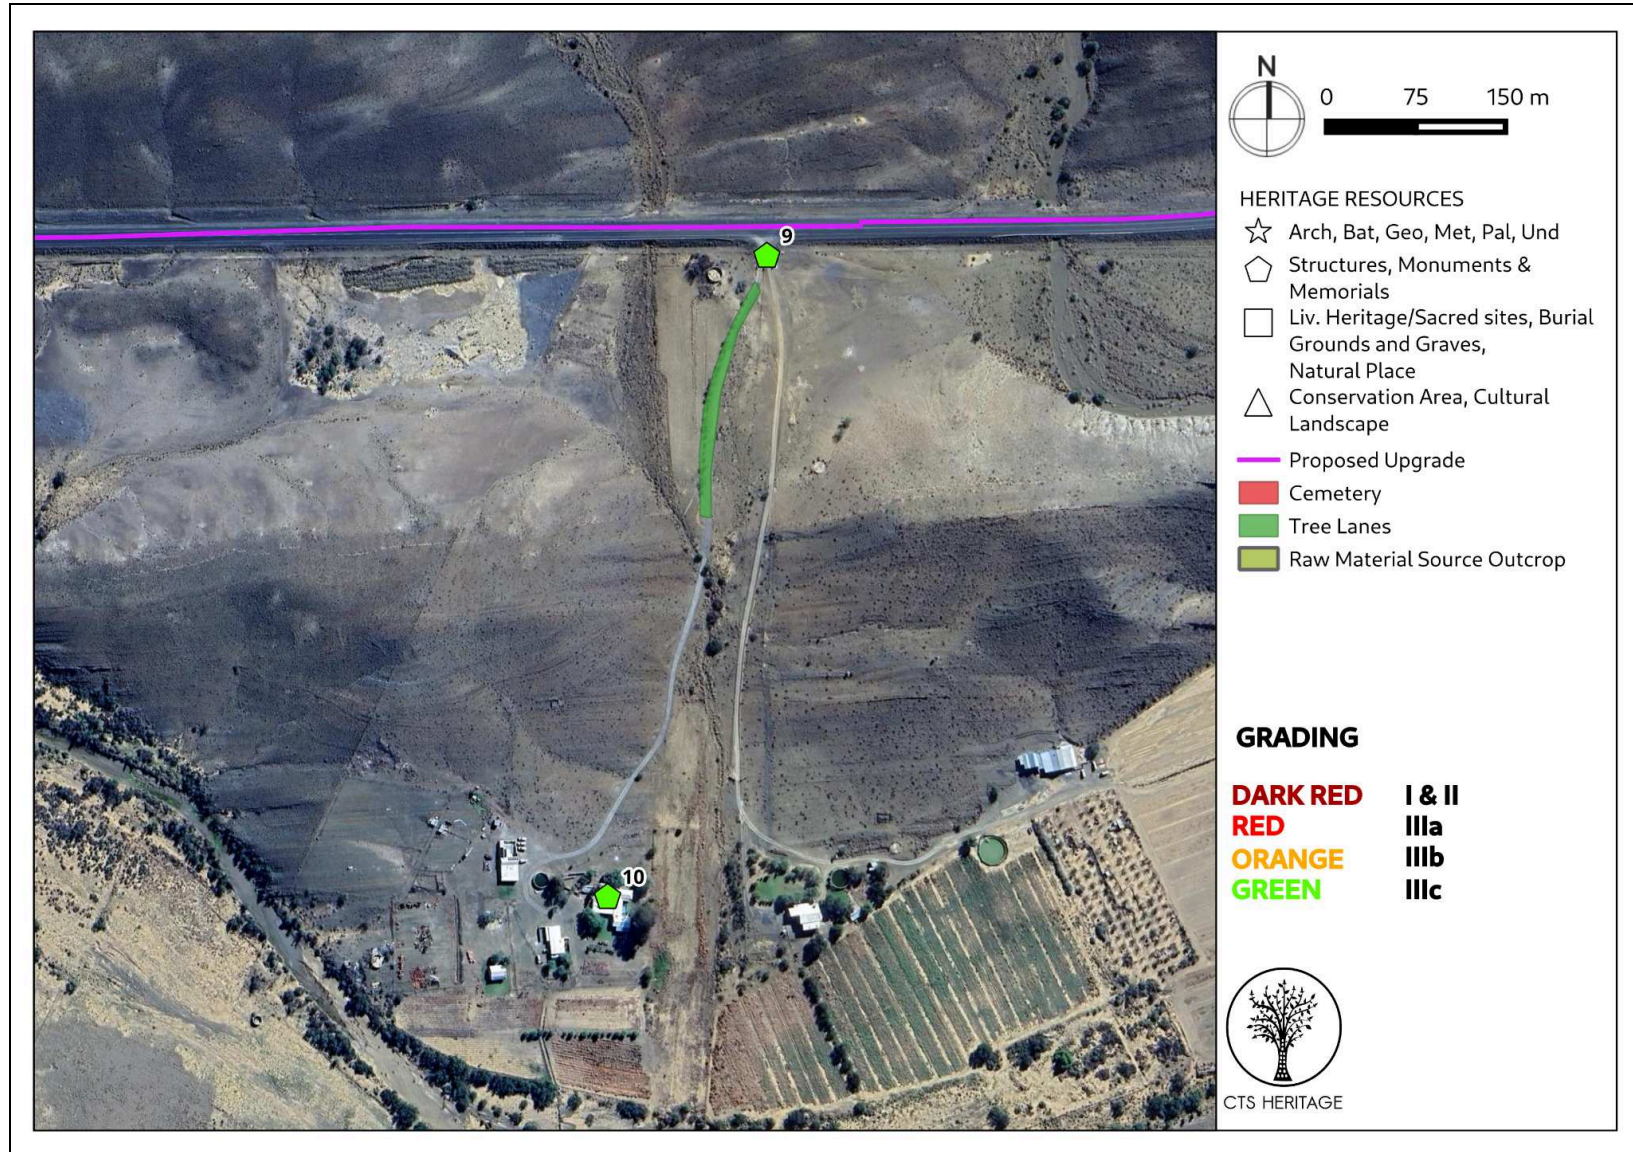 N
0 75 150 m
HERITAGE RESOURCES
Arch, Bat, Geo, Met, Pal, Und
Structures, Monuments &
Memorials
Liv. Heritage/Sacred sites, Burial
Grounds and Graves,
Natural Place
Conservation Area, Cultural
Landscape
Proposed Upgrade
Cemetery
Tree Lanes
Raw Material Source Outcrop
GRADING
DARK RED I & II
RED IIIa
ORANGE IIIb
GREEN IIIc
CTS HERITAGE
9
10